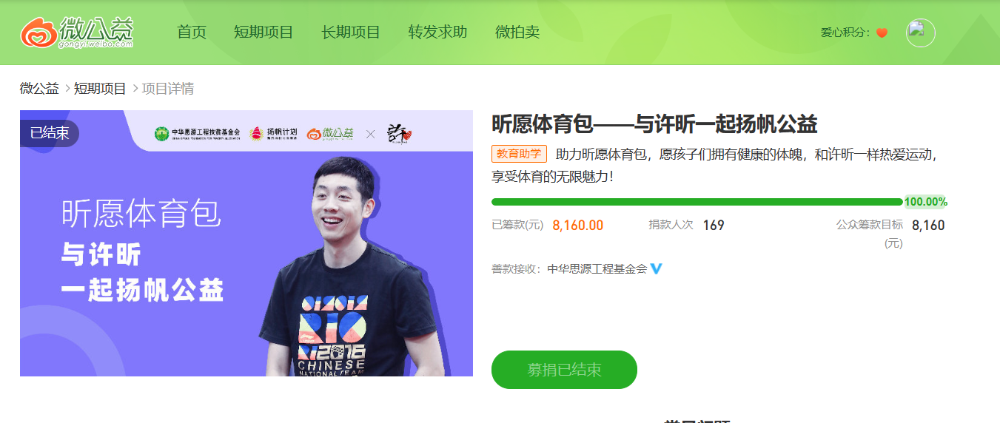 微公益
gongyi.weibo.com
首页 短期项目 长期项目 转发求助 微拍卖
爱心积分：
微公益 > 短期项目 > 项目详情
已结束
中华思源工程扶贫基金会 扬帆计划 微公益 × 许昕
昕愿体育包
与许昕
一起扬帆公益
RIO
2016
CHINESE
NATIONAL TEAM
昕愿体育包——与许昕一起扬帆公益
教育助学 助力昕愿体育包，愿孩子们拥有健康的体魄，和许昕一样热爱运动，
享受体育的无限魅力！
100.00%
已筹款(元) 8,160.00 捐款人次 169 公众筹款目标 8,160
(元)
善款接收：中华思源工程基金会
募捐已结束